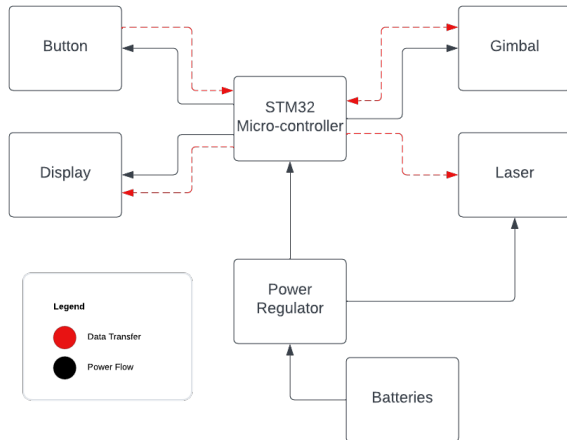 Button
Gimbal
STM32
Micro-controller
Display
Laser
Power
Regulator
Legend
Data Transfer
Power Flow
Batteries